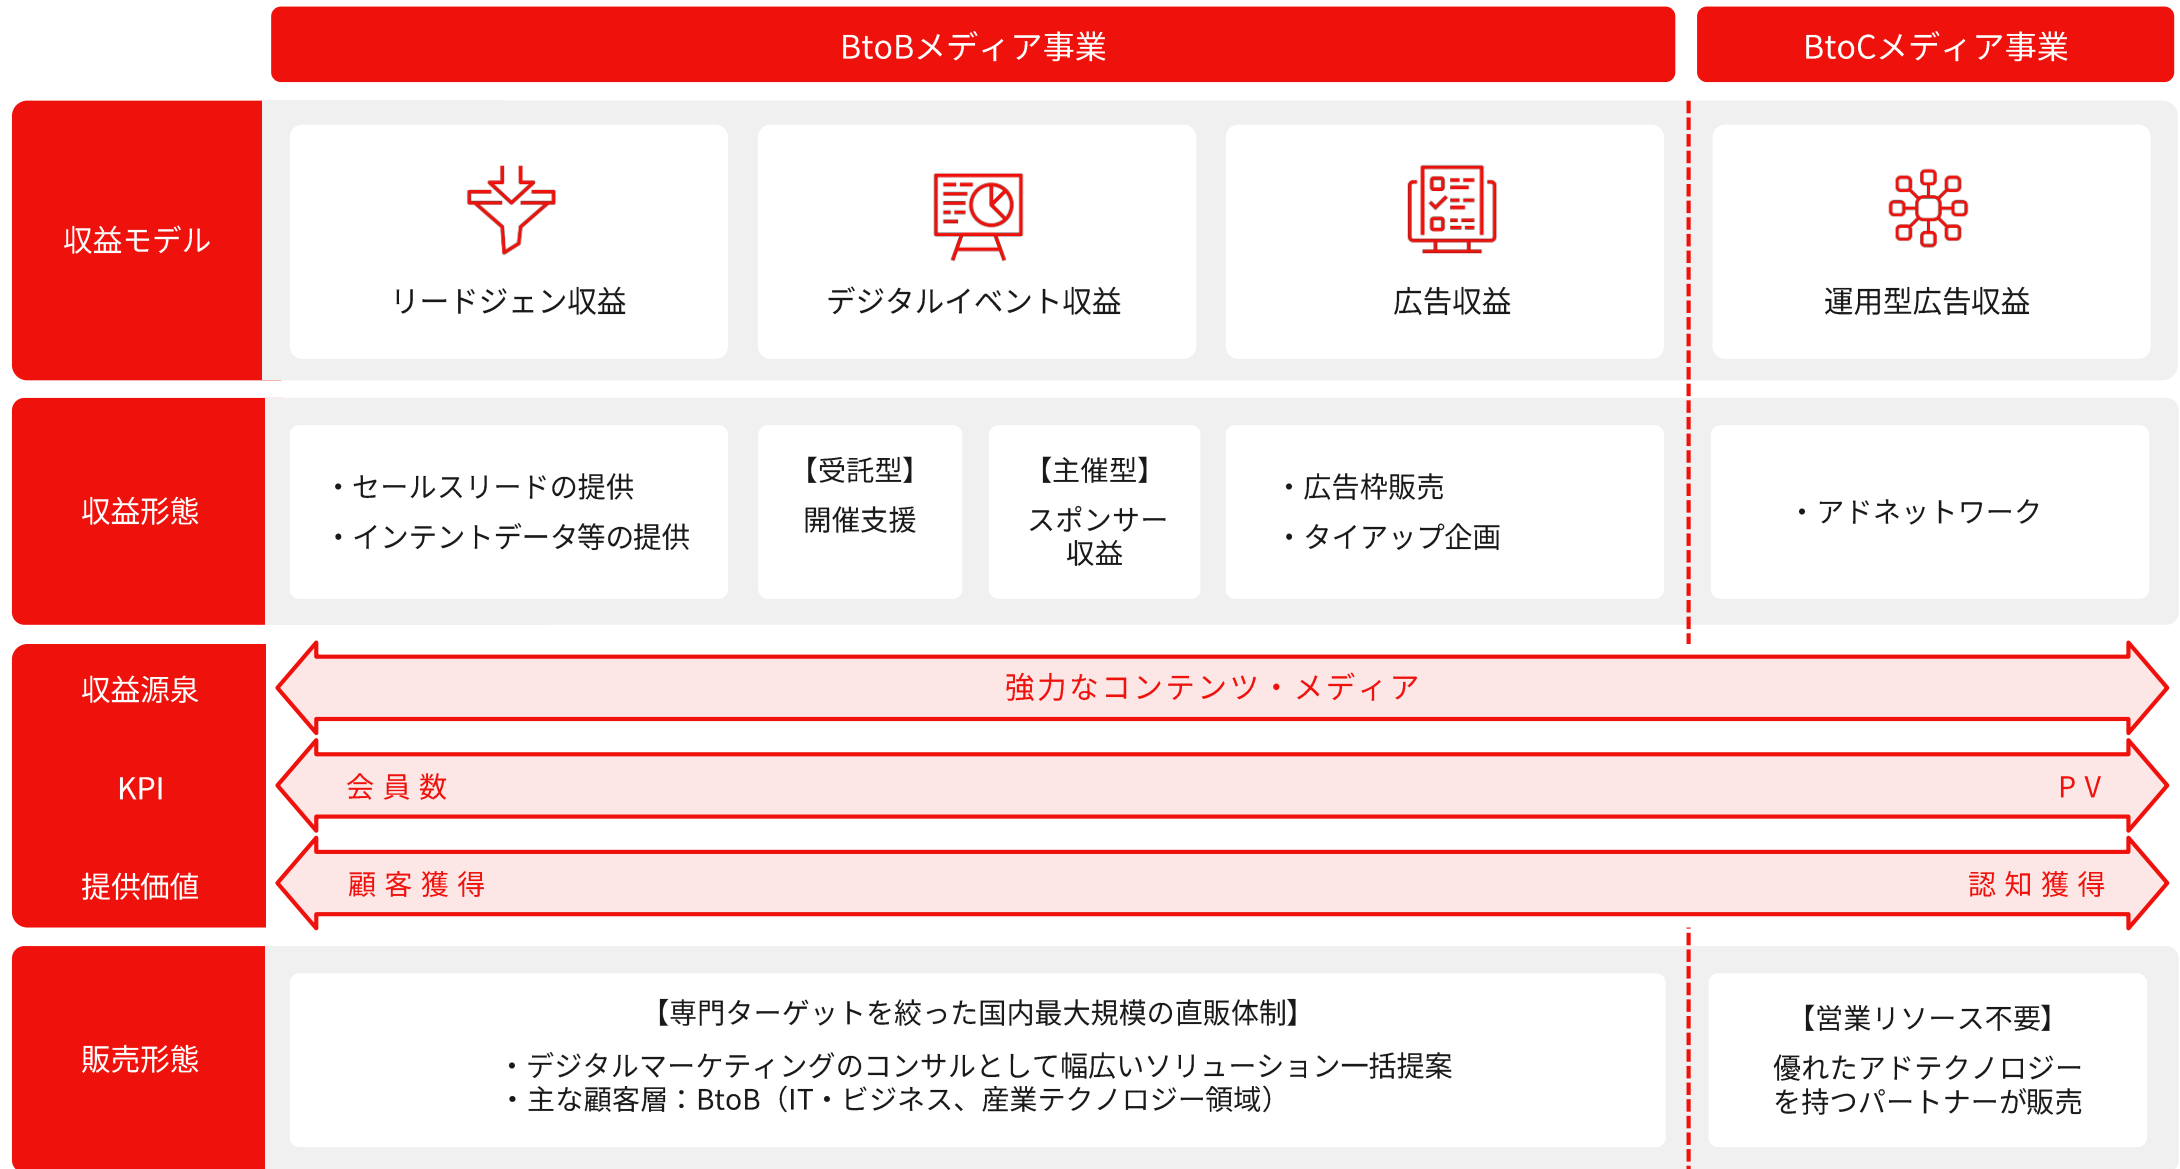 BtoBメディア事業
BtoCメディア事業
収益モデル
リードジェン収益
デジタルイベント収益
広告収益
運用型広告収益
収益形態
・セールスリードの提供
・インテントデータ等の提供
【受託型】
開催支援
【主催型】
スポンサー
収益
・広告枠販売
・タイアップ企画
・アドネットワーク
収益源泉
強力なコンテンツ・メディア
KPI
会員数
PV
提供価値
顧客獲得
認知獲得
販売形態
【専門ターゲットを絞った国内最大規模の直販体制】
・デジタルマーケティングのコンサルとして幅広いソリューション一括提案
・主な顧客層：BtoB（IT・ビジネス、産業テクノロジー領域）
【営業リソース不要】
優れたアドテクノロジー
を持つパートナーが販売